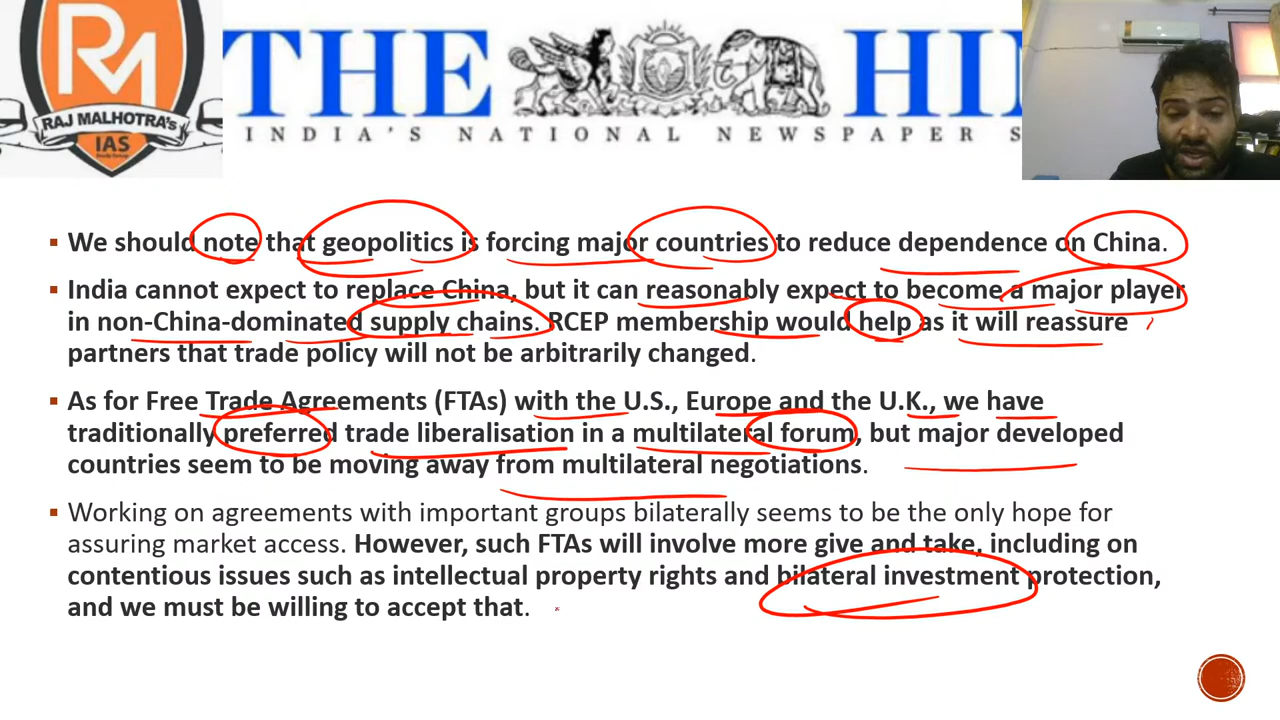 RM
RAJ MALHOTRA'S
IAS
THE HI
INDIA'S NATIONAL NEWSPAPER S
▪ We should note that geopolitics is forcing major countries to reduce dependence on China.
▪ India cannot expect to replace China, but it can reasonably expect to become a major player
in non-China-dominated supply chains. RCEP membership would help as it will reassure
partners that trade policy will not be arbitrarily changed.
▪ As for Free Trade Agreements (FTAs) with the U.S., Europe and the U.K., we have
traditionally preferred trade liberalisation in a multilateral forum, but major developed
countries seem to be moving away from multilateral negotiations.
▪ Working on agreements with important groups bilaterally seems to be the only hope for
assuring market access. However, such FTAs will involve more give and take, including on
contentious issues such as intellectual property rights and bilateral investment protection,
and we must be willing to accept that.